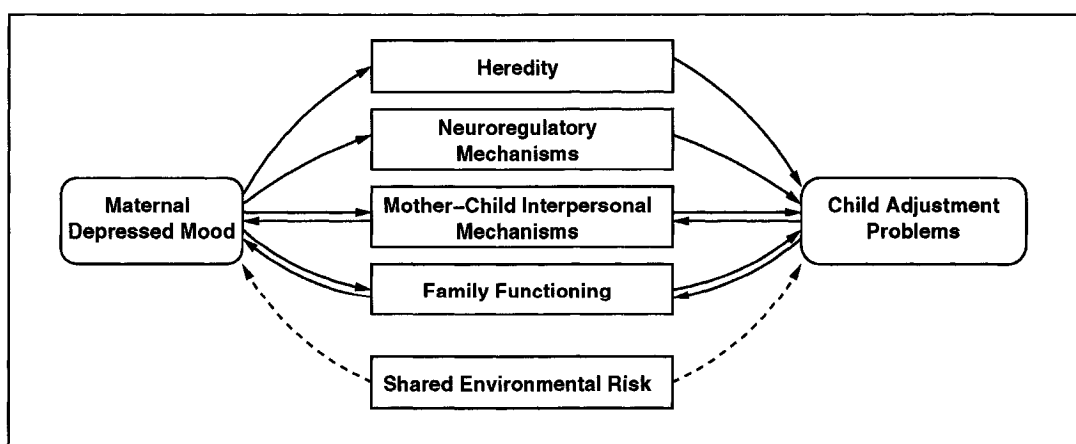 Heredity
Neuroregulatory
Mechanisms
Maternal
Depressed Mood
Mother–Child Interpersonal
Mechanisms
Child Adjustment
Problems
Family Functioning
Shared Environmental Risk